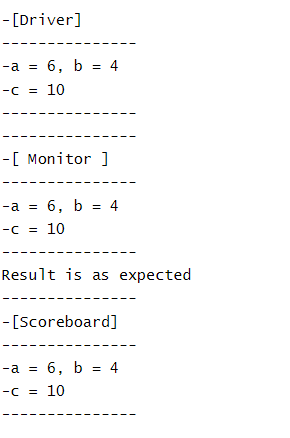 -[Driver]
---------------
-a = 6, b = 4
-c = 10
---------------
---------------
-[ Monitor ]
---------------
-a = 6, b = 4
-c = 10
---------------
Result is as expected
---------------
-[Scoreboard]
---------------
-a = 6, b = 4
-c = 10
---------------